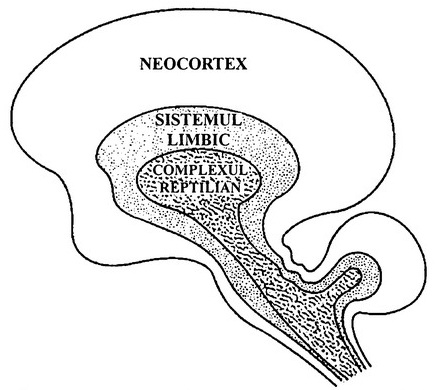 NEOCORTEX
SISTEMUL
LIMBIC
COMPLEXUL
REPTILIAN